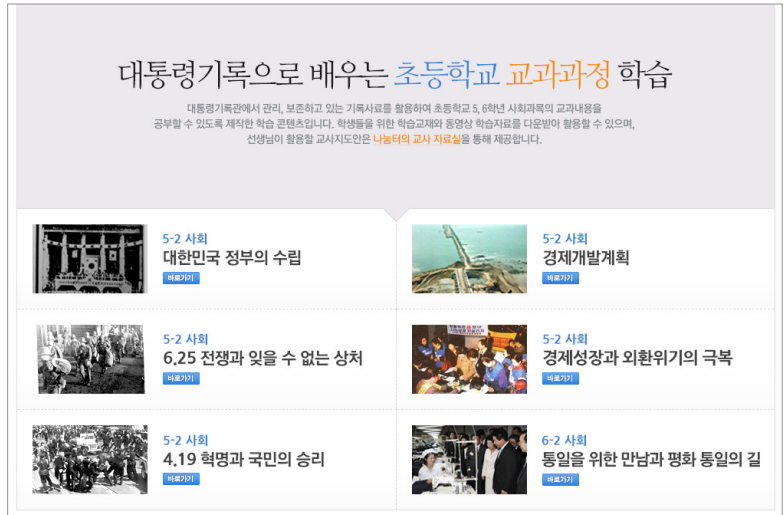 대통령기록으로 배우는 초등학교 교과과정 학습
대통령기록관에서 관리, 보존하고 있는 기록사료를 활용하여 초등학교 5, 6학년 사회과목의 교과내용을
공부할 수 있도록 제작한 학습 콘텐츠입니다. 학생들을 위한 학습교재와 동영상 학습자료를 다운받아 활용할 수 있으며,
선생님이 활용할 교사지도안은 나눔터의 교사 자료실을 통해 제공합니다.
5-2 사회
대한민국 정부의 수립
바로가기
5-2 사회
경제개발계획
바로가기
5-2 사회
6.25 전쟁과 잊을 수 없는 상처
바로가기
5-2 사회
경제성장과 외환위기의 극복
바로가기
5-2 사회
4.19 혁명과 국민의 승리
바로가기
6-2 사회
통일을 위한 만남과 평화 통일의 길
바로가기